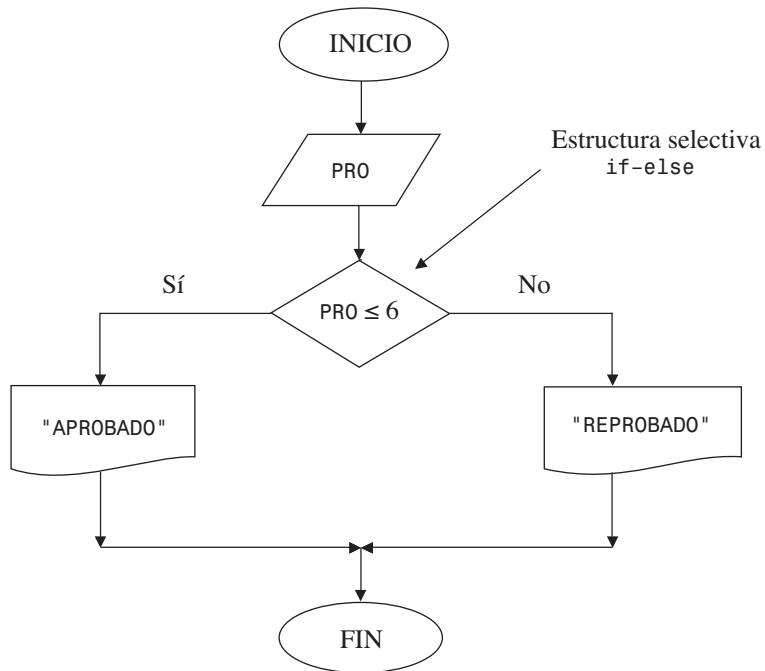 INICIO
PRO
Estructura selectiva
if-else
Sí
PRO ≤ 6
No
"APROBADO"
"REPROBADO"
FIN